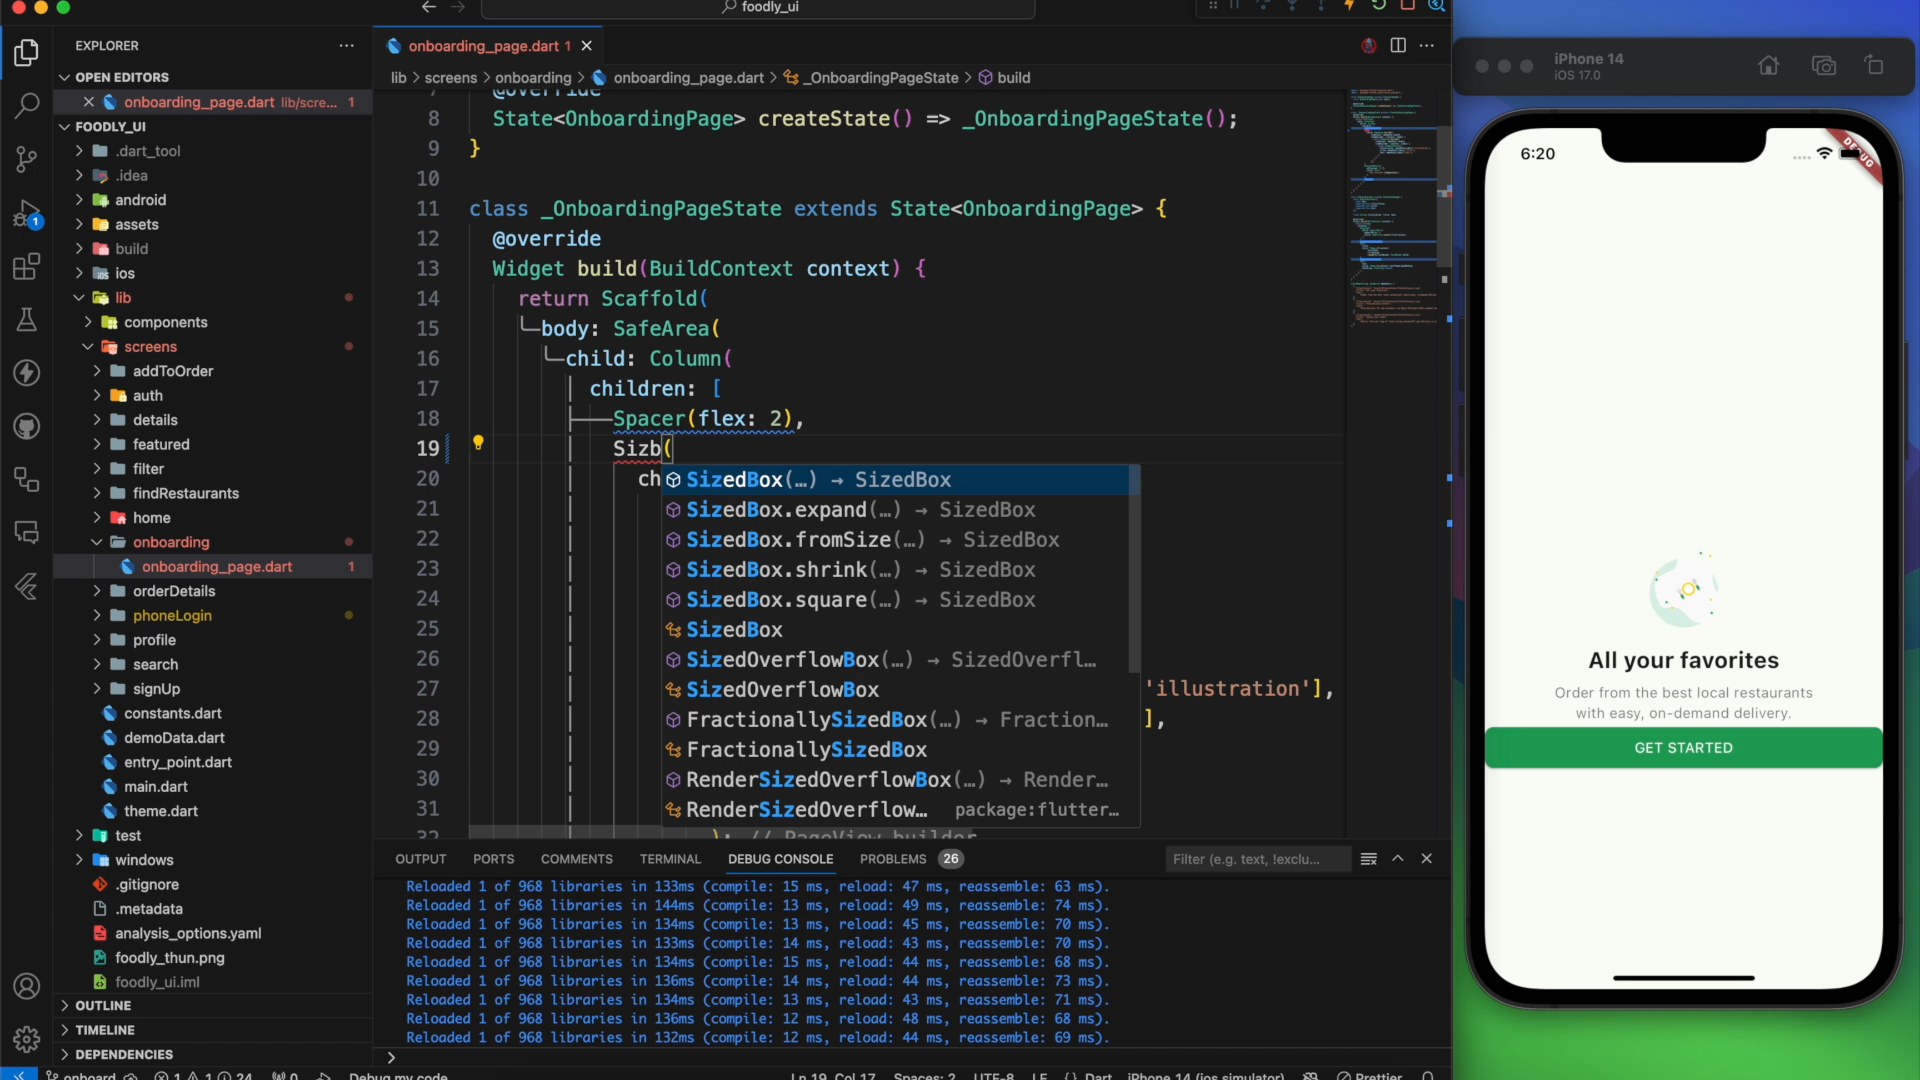 foodly_ui
EXPLORER
OPEN EDITORS
onboarding_page.dart lib/scre... 1
FOODLY_UI
.dart_tool
.idea
android
assets
build
ios
lib
components
screens
addToOrder
auth
details
featured
filter
findRestaurants
home
onboarding
onboarding_page.dart 1
orderDetails
phoneLogin
profile
search
signUp
constants.dart
demoData.dart
entry_point.dart
main.dart
theme.dart
test
windows
.gitignore
.metadata
analysis_options.yaml
foodly_thun.png
foodly_ui.iml
OUTLINE
TIMELINE
DEPENDENCIES
1
onboarding_page.dart 1
lib > screens > onboarding > onboarding_page.dart > _OnboardingPageState > build
7 @override
8 State<OnboardingPage> createState() => _OnboardingPageState();
9 }
10
11 class _OnboardingPageState extends State<OnboardingPage> {
12 @override
13 Widget build(BuildContext context) {
14 return Scaffold(
15 body: SafeArea(
16 child: Column(
17 children: [
18 Spacer(flex: 2),
19 Sizb(
20 ch
21
22
23
24
25
26
27 'illustration'],
28 ],
29
30
31
32 ); // PageView.builder
SizedBox(…) → SizedBox
SizedBox.expand(…) → SizedBox
SizedBox.fromSize(…) → SizedBox
SizedBox.shrink(…) → SizedBox
SizedBox.square(…) → SizedBox
SizedBox
SizedOverflowBox(…) → SizedOverfl…
SizedOverflowBox
FractionallySizedBox(…) → Fraction…
FractionallySizedBox
RenderSizedOverflowBox(…) → Render…
RenderSizedOverflow… package:flutter…
OUTPUT PORTS COMMENTS TERMINAL DEBUG CONSOLE PROBLEMS 26
Filter (e.g. text, !exclu...
Reloaded 1 of 968 libraries in 133ms (compile: 15 ms, reload: 47 ms, reassemble: 63 ms).
Reloaded 1 of 968 libraries in 144ms (compile: 13 ms, reload: 49 ms, reassemble: 74 ms).
Reloaded 1 of 968 libraries in 134ms (compile: 13 ms, reload: 45 ms, reassemble: 70 ms).
Reloaded 1 of 968 libraries in 133ms (compile: 14 ms, reload: 43 ms, reassemble: 70 ms).
Reloaded 1 of 968 libraries in 134ms (compile: 15 ms, reload: 44 ms, reassemble: 68 ms).
Reloaded 1 of 968 libraries in 136ms (compile: 14 ms, reload: 44 ms, reassemble: 73 ms).
Reloaded 1 of 968 libraries in 134ms (compile: 13 ms, reload: 43 ms, reassemble: 71 ms).
Reloaded 1 of 968 libraries in 136ms (compile: 12 ms, reload: 48 ms, reassemble: 68 ms).
Reloaded 1 of 968 libraries in 132ms (compile: 12 ms, reload: 44 ms, reassemble: 69 ms).
onboard 1 1 24 0 Debug my code Ln 19, Col 17 Spaces: 2 UTF-8 LF {} Dart iPhone 14 (ios simulator) Prettier
iPhone 14
iOS 17.0
6:20
DEBUG
All your favorites
Order from the best local restaurants
with easy, on-demand delivery.
GET STARTED